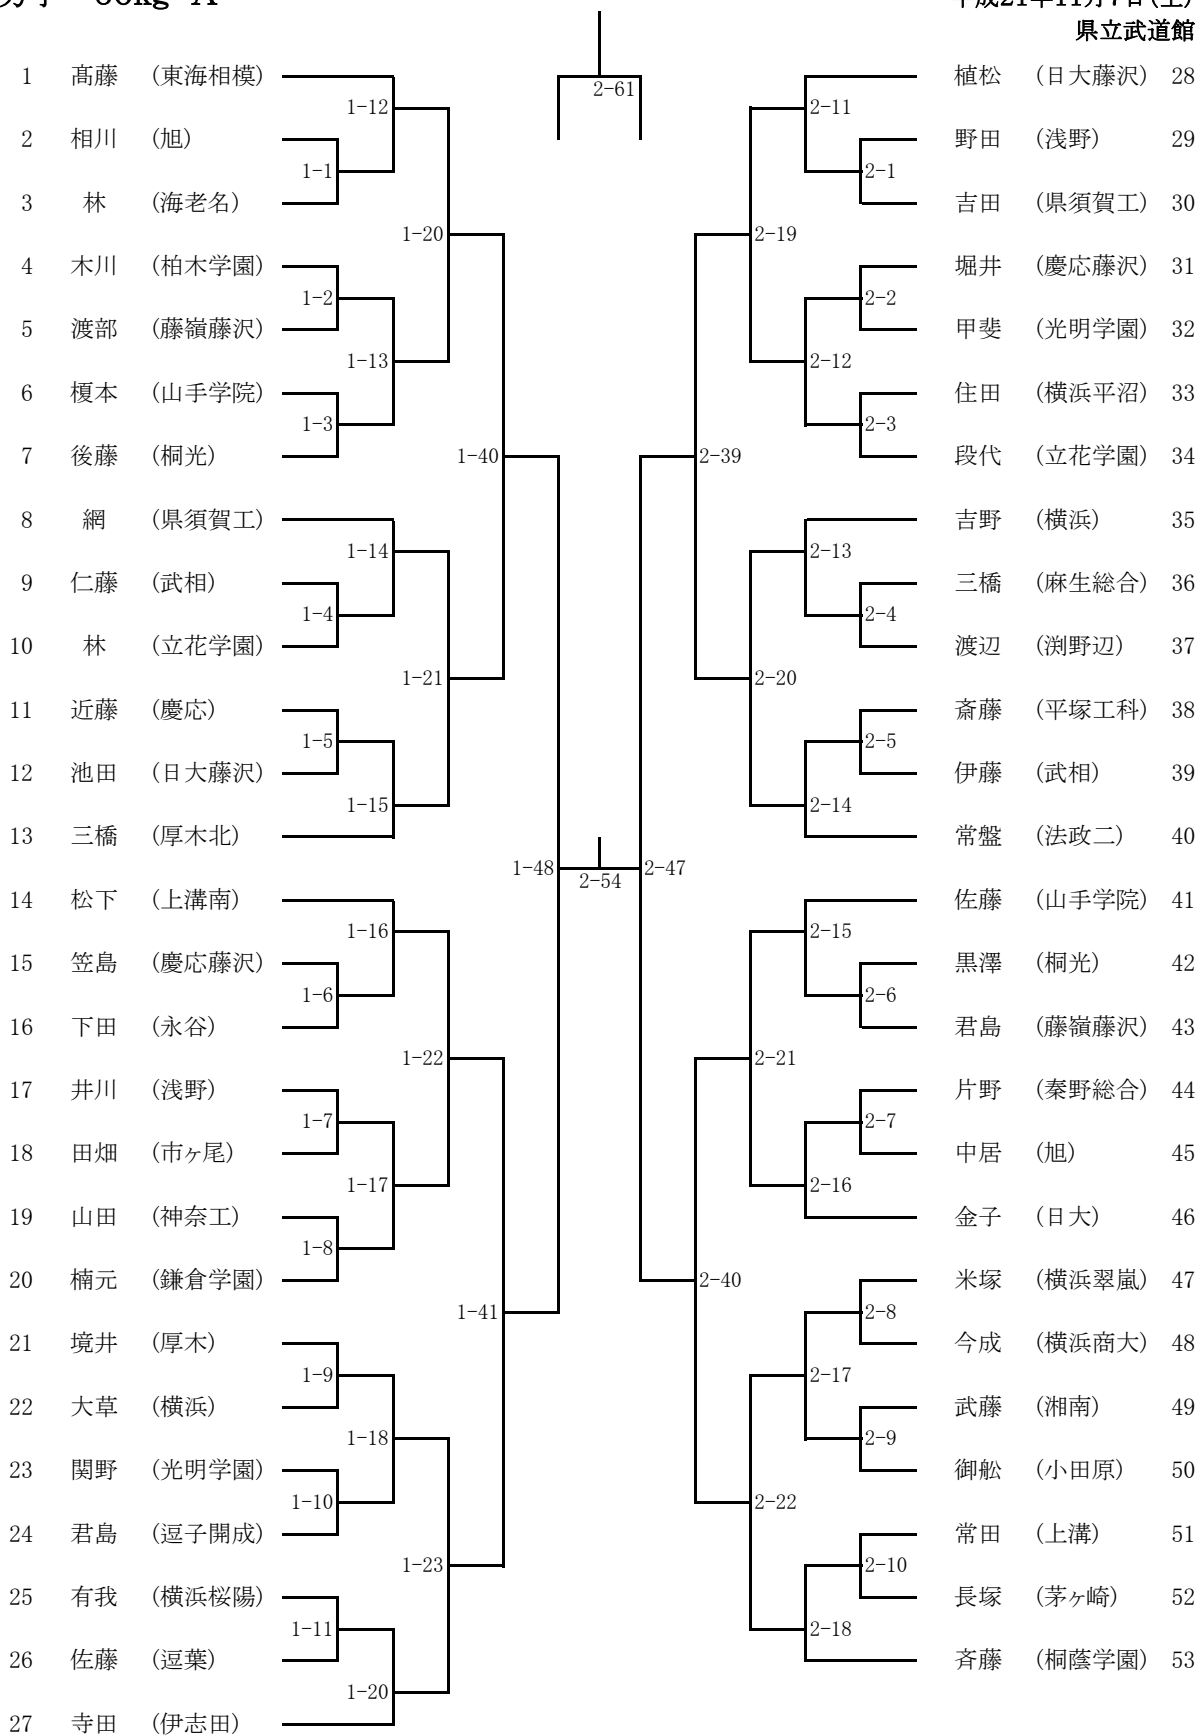 平成21年11月7日(土)
県立武道館
2-61
1 髙藤 (東海相模)
2 相川 (旭)
3 林 (海老名)
4 木川 (柏木学園)
5 渡部 (藤嶺藤沢)
6 榎本 (山手学院)
7 後藤 (桐光)
8 網 (県須賀工)
9 仁藤 (武相)
10 林 (立花学園)
11 近藤 (慶応)
12 池田 (日大藤沢)
13 三橋 (厚木北)
14 松下 (上溝南)
15 笠島 (慶応藤沢)
16 下田 (永谷)
17 井川 (浅野)
18 田畑 (市ヶ尾)
19 山田 (神奈工)
20 楠元 (鎌倉学園)
21 境井 (厚木)
22 大草 (横浜)
23 関野 (光明学園)
24 君島 (逗子開成)
25 有我 (横浜桜陽)
26 佐藤 (逗葉)
27 寺田 (伊志田)
1-1
1-2
1-3
1-4
1-5
1-6
1-7
1-8
1-9
1-10
1-11
1-12
1-13
1-14
1-15
1-16
1-17
1-18
1-20
1-20
1-21
1-22
1-23
1-40
1-41
1-48
2-54
2-47
2-39
2-40
2-19
2-20
2-21
2-22
2-11
2-12
2-13
2-14
2-15
2-16
2-17
2-18
2-1
2-2
2-3
2-4
2-5
2-6
2-7
2-8
2-9
2-10
植松 (日大藤沢) 28
野田 (浅野) 29
吉田 (県須賀工) 30
堀井 (慶応藤沢) 31
甲斐 (光明学園) 32
住田 (横浜平沼) 33
段代 (立花学園) 34
吉野 (横浜) 35
三橋 (麻生総合) 36
渡辺 (渕野辺) 37
斎藤 (平塚工科) 38
伊藤 (武相) 39
常盤 (法政二) 40
佐藤 (山手学院) 41
黒澤 (桐光) 42
君島 (藤嶺藤沢) 43
片野 (秦野総合) 44
中居 (旭) 45
金子 (日大) 46
米塚 (横浜翠嵐) 47
今成 (横浜商大) 48
武藤 (湘南) 49
御舩 (小田原) 50
常田 (上溝) 51
長塚 (茅ヶ崎) 52
斉藤 (桐蔭学園) 53